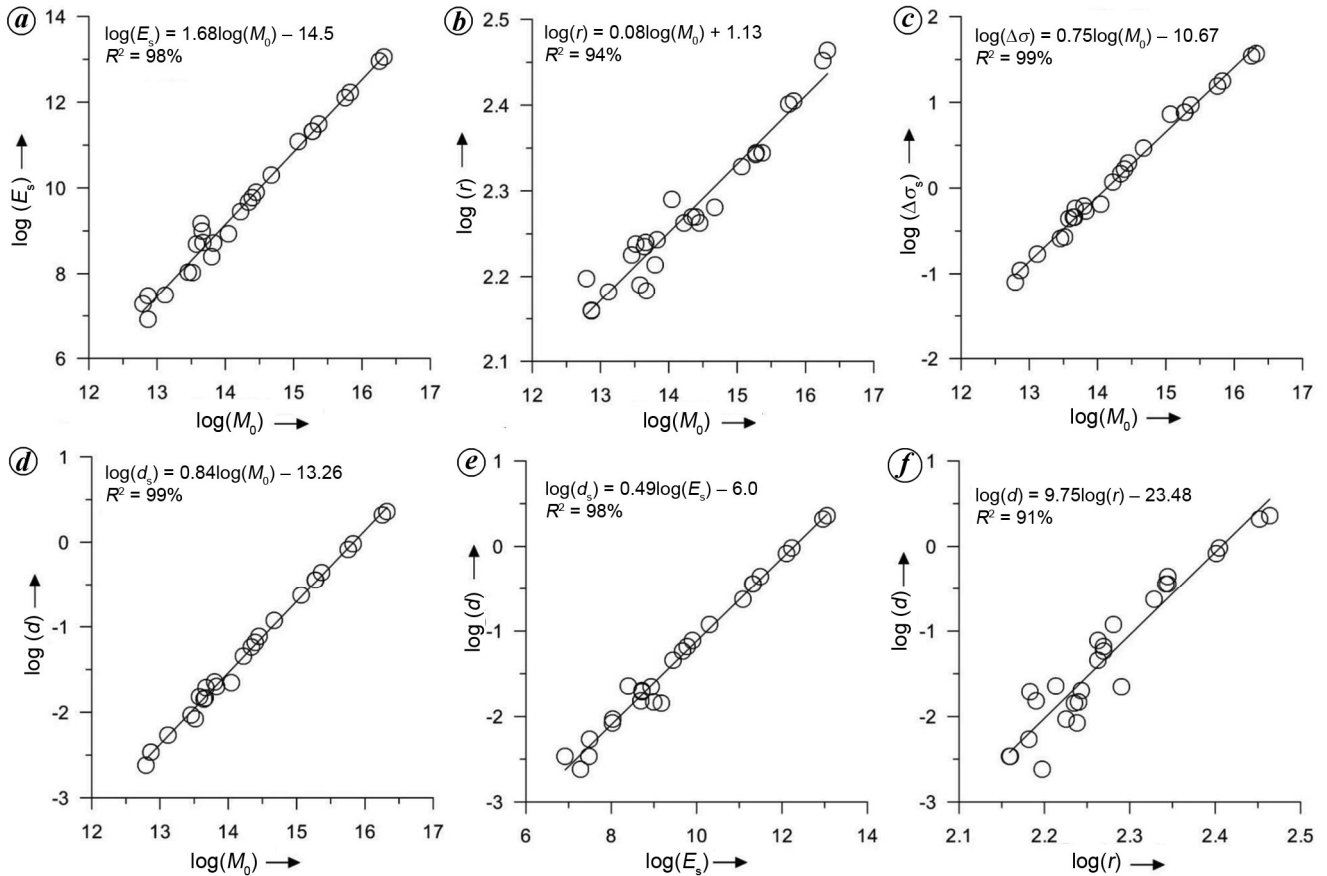 a
log(Es) = 1.68log(M0) – 14.5
R2 = 98%
14
13
12
11
10
9
8
7
6
log (Es)
12 13 14 15 16 17
log(M0)
b
log(r) = 0.08log(M0) + 1.13
R2 = 94%
2.5
2.4
2.3
2.2
2.1
log (r)
12 13 14 15 16 17
log(M0)
c
log(Δσ) = 0.75log(M0) – 10.67
R2 = 99%
2
1
0
-1
-2
log (Δσs)
12 13 14 15 16 17
log(M0)
d
log(ds) = 0.84log(M0) – 13.26
R2 = 99%
1
0
-1
-2
-3
log (d)
12 13 14 15 16 17
log(M0)
e
log(ds) = 0.49log(Es) – 6.0
R2 = 98%
1
0
-1
-2
-3
log (d)
6 8 10 12 14
log(Es)
f
log(d) = 9.75log(r) – 23.48
R2 = 91%
1
0
-1
-2
-3
log (d)
2.1 2.2 2.3 2.4 2.5
log(r)